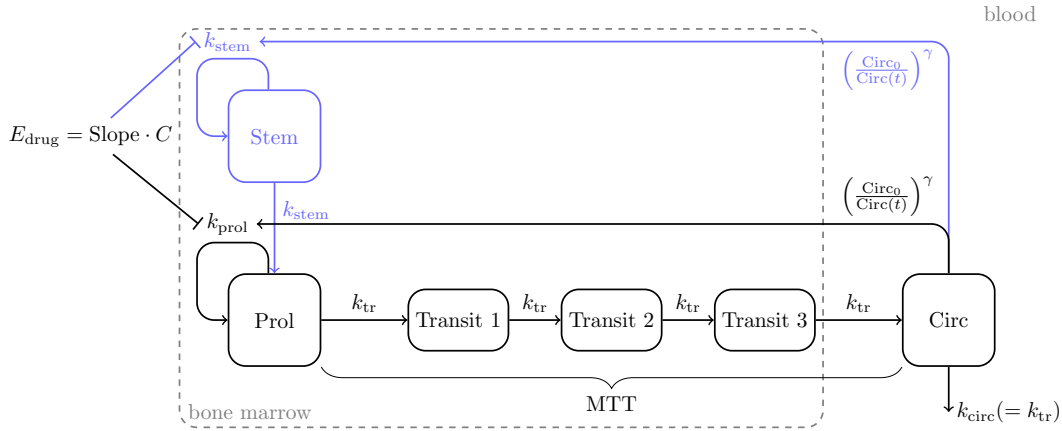 blood
k_stem
(Circ_0 / Circ(t))^γ
E_drug = Slope · C
Stem
(Circ_0 / Circ(t))^γ
k_stem
k_prol
k_tr
k_tr
k_tr
k_tr
Prol
Transit 1
Transit 2
Transit 3
Circ
MTT
bone marrow
k_circ(= k_tr)